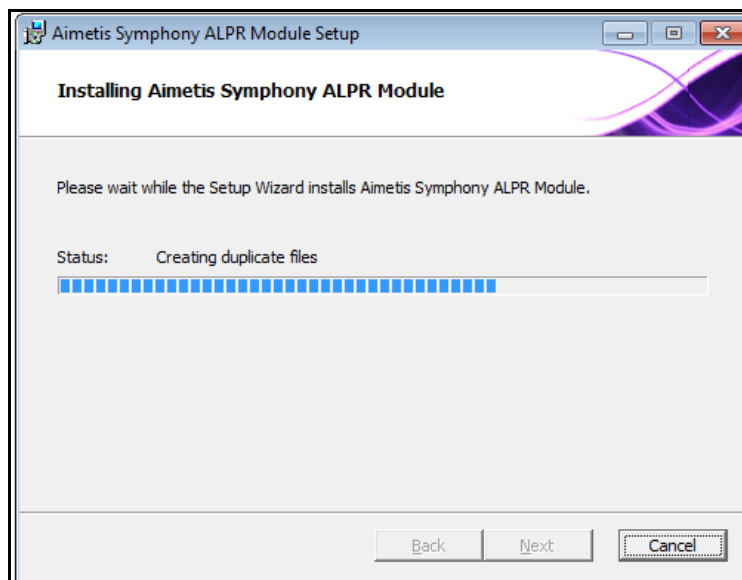 Aimetis Symphony ALPR Module Setup
Installing Aimetis Symphony ALPR Module
Please wait while the Setup Wizard installs Aimetis Symphony ALPR Module.
Status: Creating duplicate files
Back Next Cancel